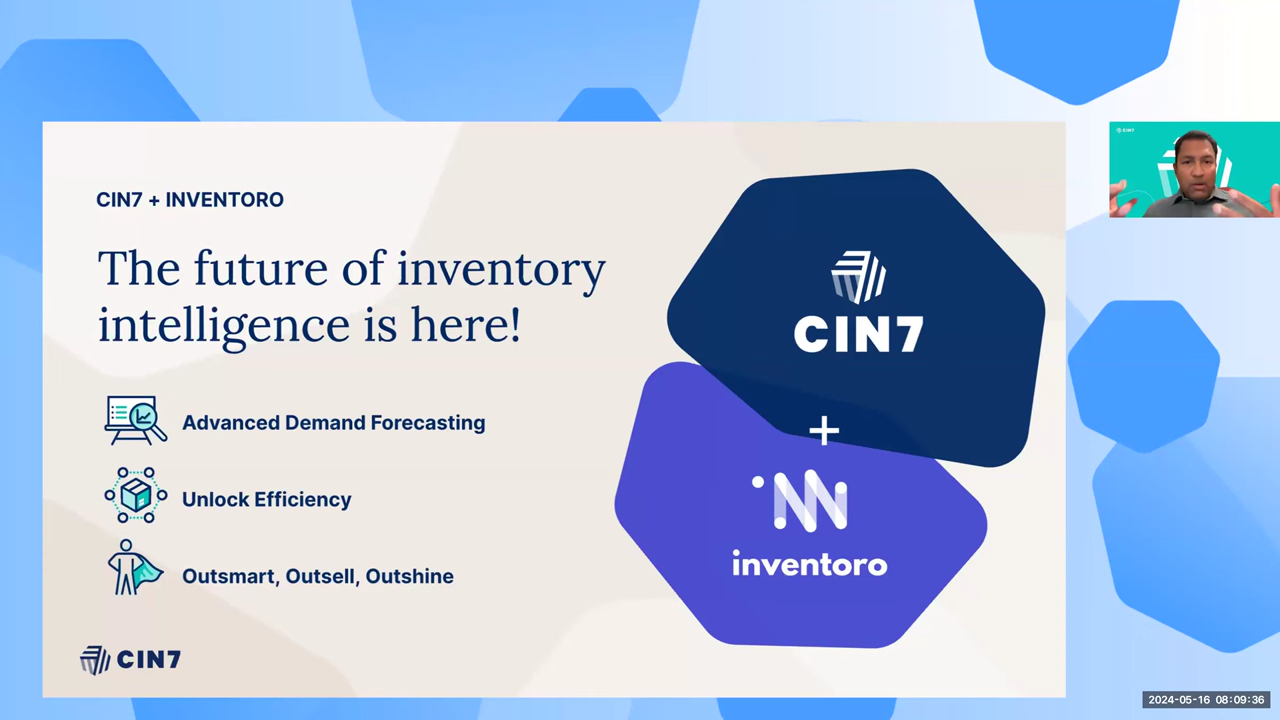 CIN7 + INVENTORO
The future of inventory
intelligence is here!
Advanced Demand Forecasting
Unlock Efficiency
Outsmart, Outsell, Outshine
CIN7
CIN7
+
inventoro
CIN7
2024-05-16 08:09:36